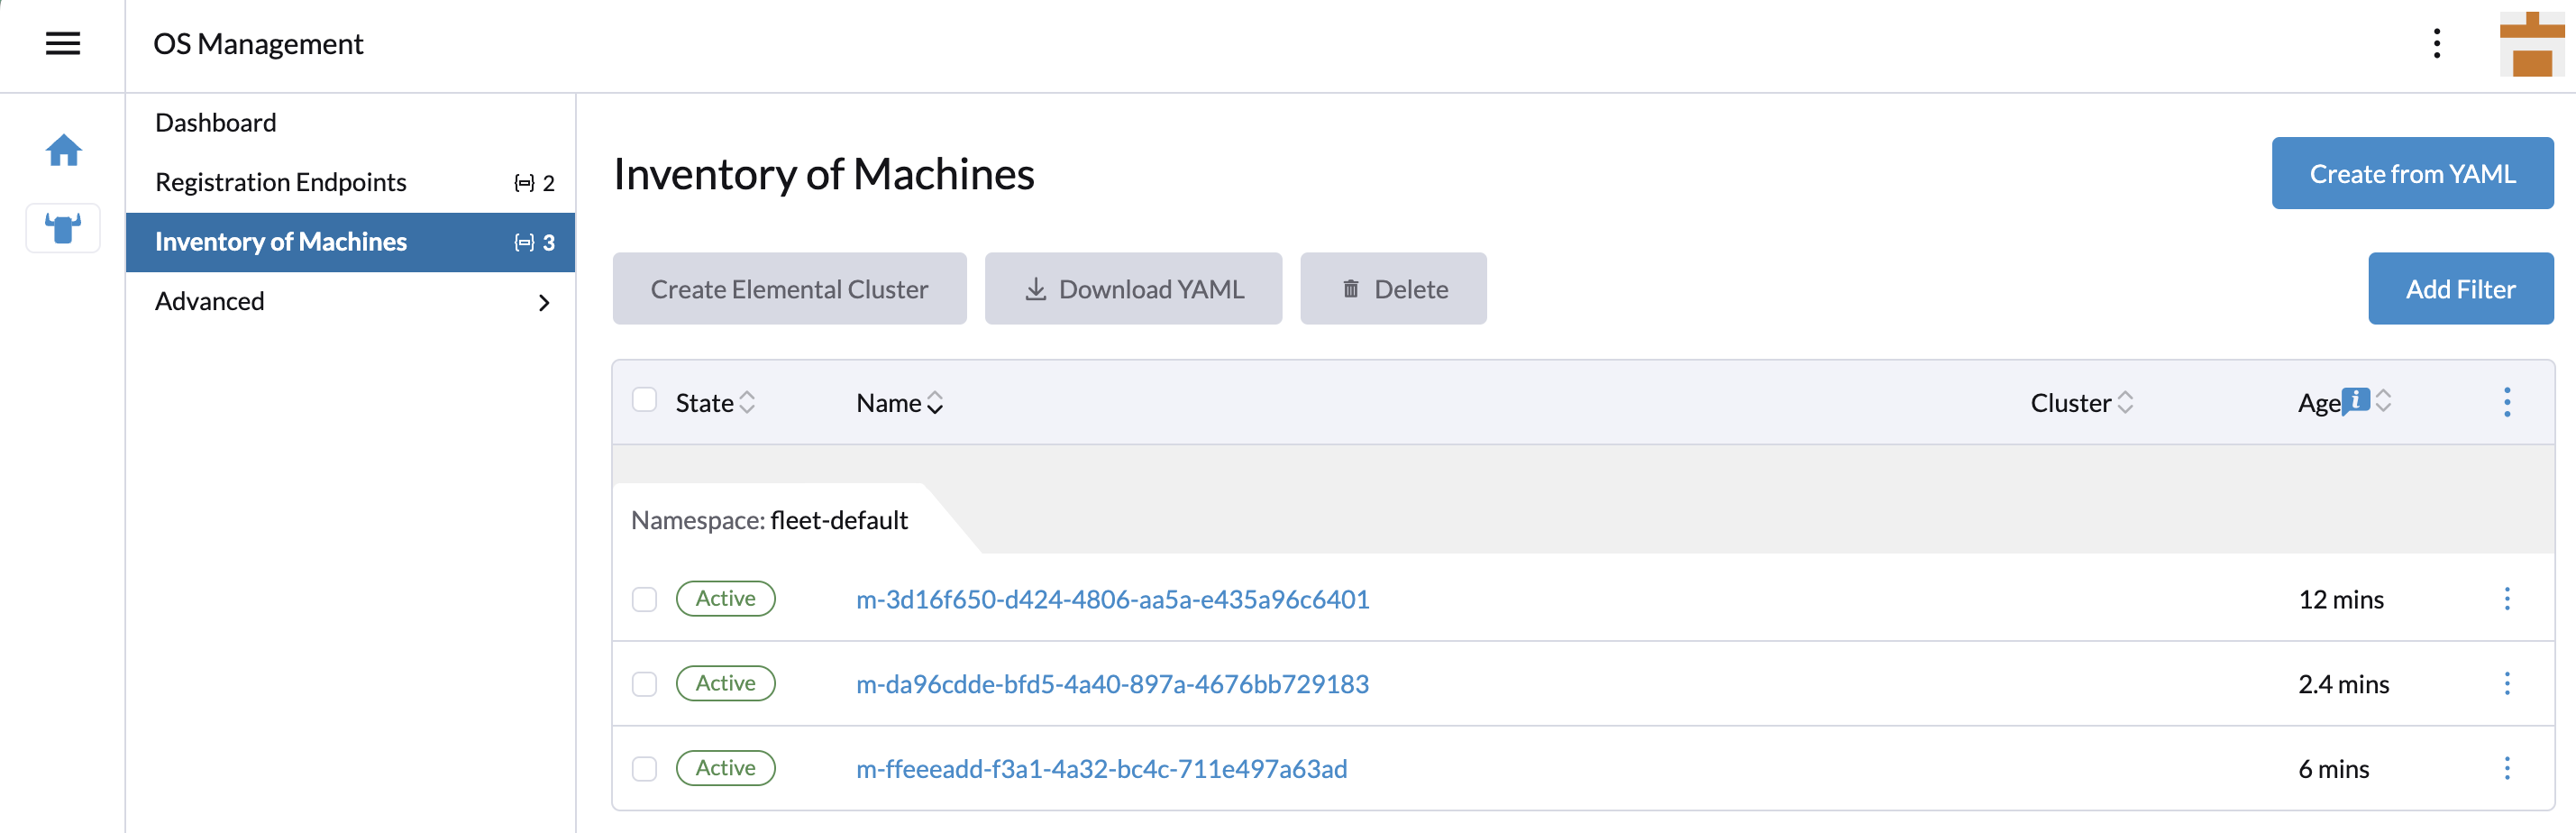 OS Management
Dashboard
Registration Endpoints 2
Inventory of Machines 3
Advanced
Inventory of Machines
Create from YAML
Create Elemental Cluster Download YAML Delete Add Filter
State Name Cluster Age
Namespace: fleet-default
Active m-3d16f650-d424-4806-aa5a-e435a96c6401 12 mins
Active m-da96cdde-bfd5-4a40-897a-4676bb729183 2.4 mins
Active m-ffeeeadd-f3a1-4a32-bc4c-711e497a63ad 6 mins